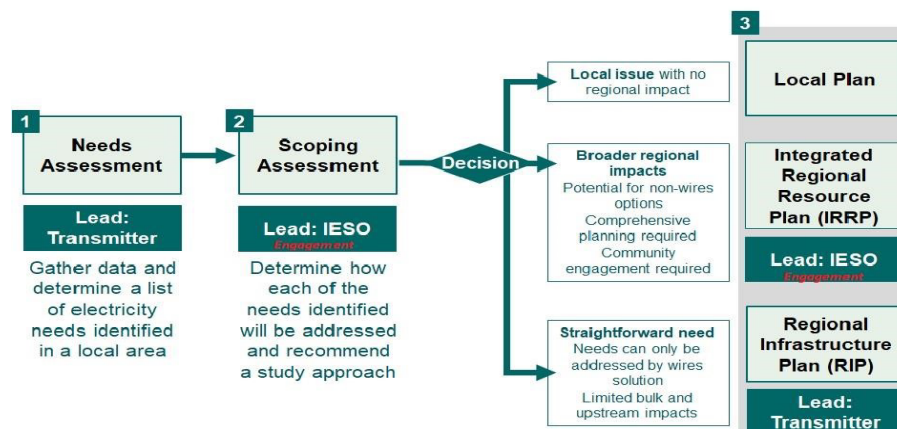 1
Needs
Assessment
Lead:
Transmitter
Gather data and
determine a list
of electricity
needs identified
in a local area
2
Scoping
Assessment
Lead: IESO
Engagement
Determine how
each of the
needs identified
will be addressed
and recommend
a study approach
Decision
Local issue with no
regional impact
Broader regional
impacts
Potential for non-wires
options
Comprehensive
planning required
Community
engagement required
Straightforward need
Needs can only be
addressed by wires
solution
Limited bulk and
upstream impacts
3
Local Plan
Integrated
Regional
Resource
Plan (IRRP)
Lead: IESO
Engagement
Regional
Infrastructure
Plan (RIP)
Lead:
Transmitter